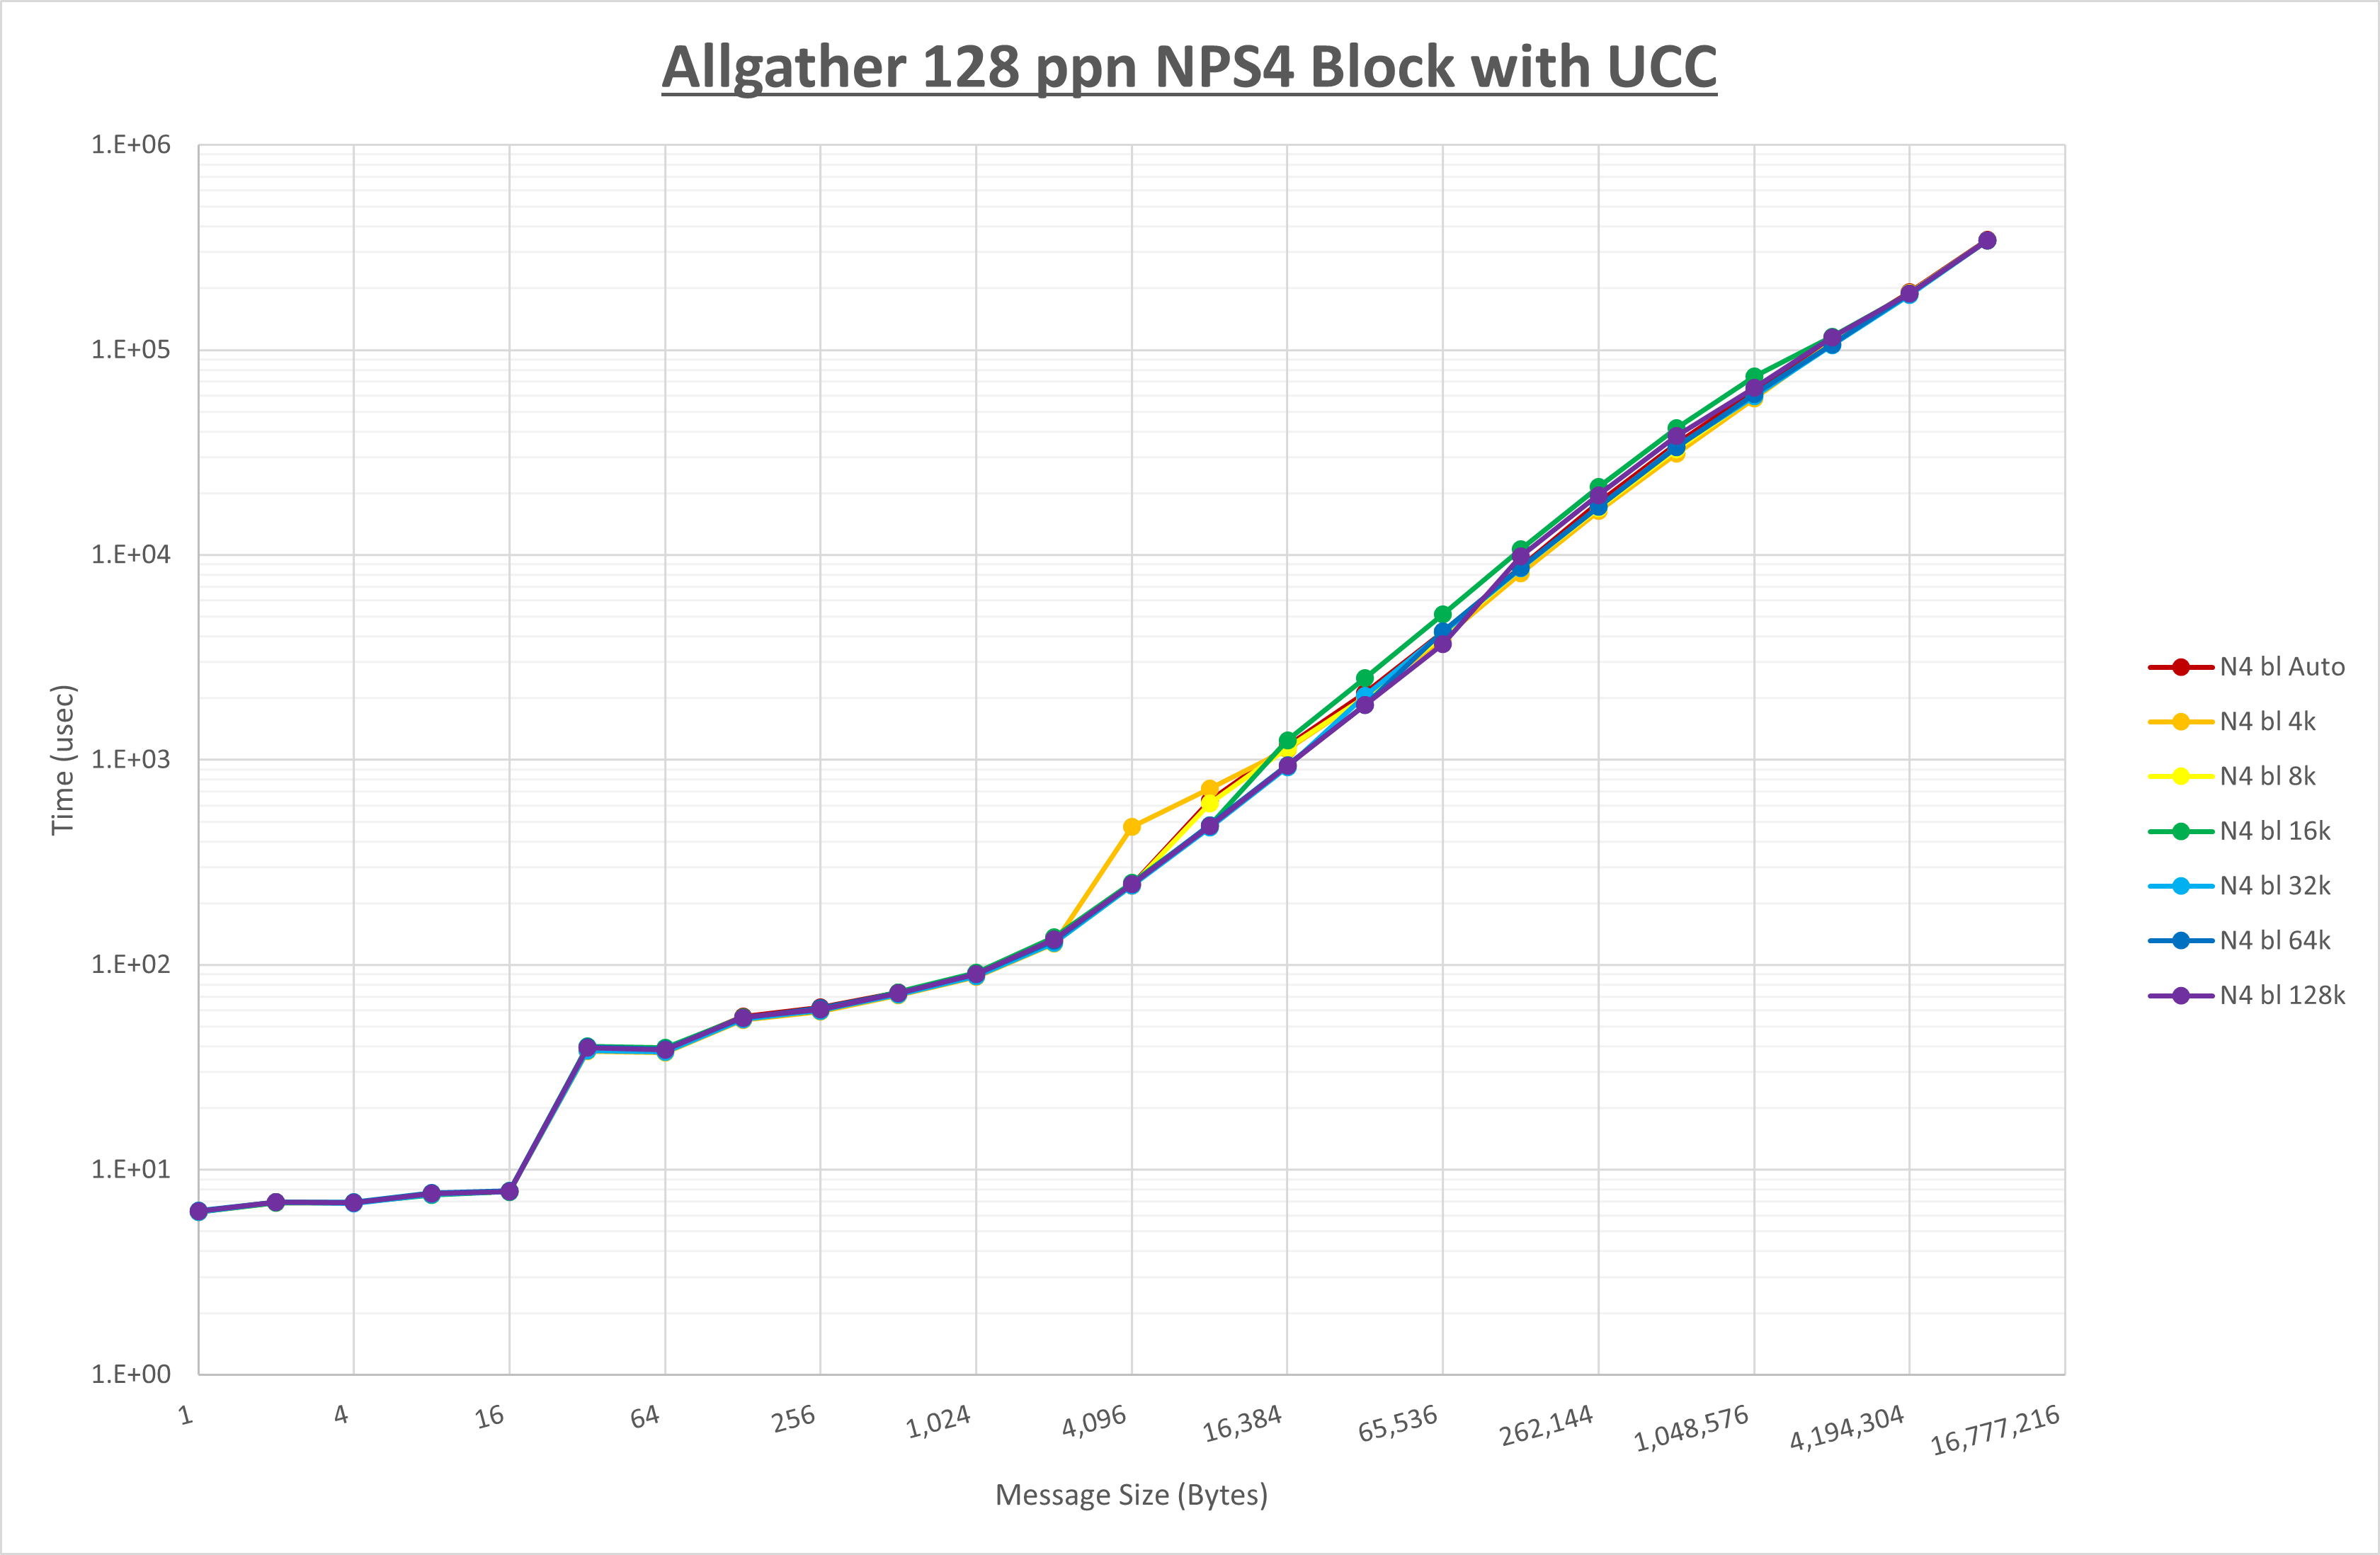 Allgather 128 ppn NPS4 Block with UCC
1.E+06
1.E+05
1.E+04
1.E+03
1.E+02
1.E+01
1.E+00
Time (usec)
1
4
16
64
256
1,024
4,096
16,384
65,536
262,144
1,048,576
4,194,304
16,777,216
Message Size (Bytes)
N4 bl Auto
N4 bl 4k
N4 bl 8k
N4 bl 16k
N4 bl 32k
N4 bl 64k
N4 bl 128k